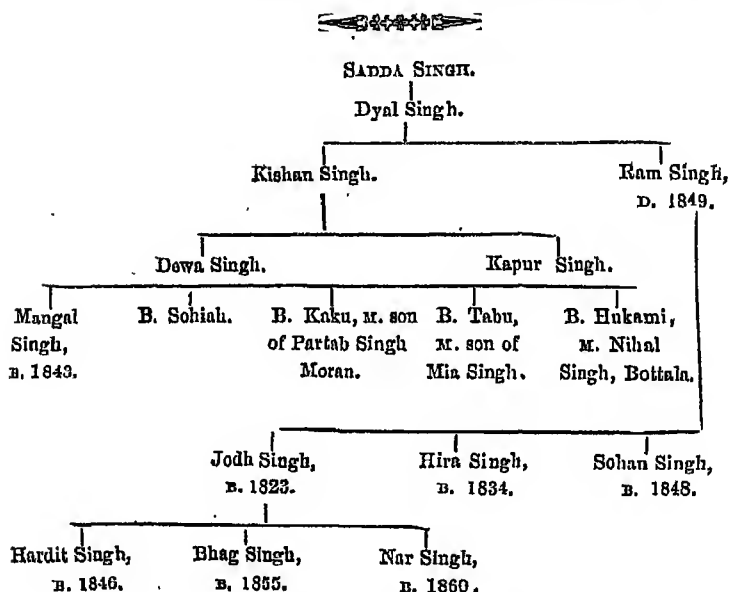 SADDA SINGH.
Dyal Singh.
Kishan Singh. Ram Singh,
D. 1849.
Dewa Singh. Kapur Singh.
Mangal B. Sohiah. B. Kaku, M. son B. Tabu, B. Hukami,
Singh, of Partab Singh M. son of M. Nihal
B. 1843. Moran. Mia Singh. Singh, Bottala.
Jodh Singh, Hira Singh, Sohan Singh,
B. 1823. B. 1834. B. 1848.
Hardit Singh, Bhag Singh, Nar Singh,
B. 1846. B. 1855. B. 1860.